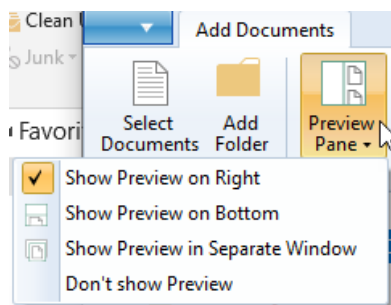 Clean
Add Documents
Junk
Favori
Select Documents
Add Folder
Preview Pane
Show Preview on Right
Show Preview on Bottom
Show Preview in Separate Window
Don't show Preview